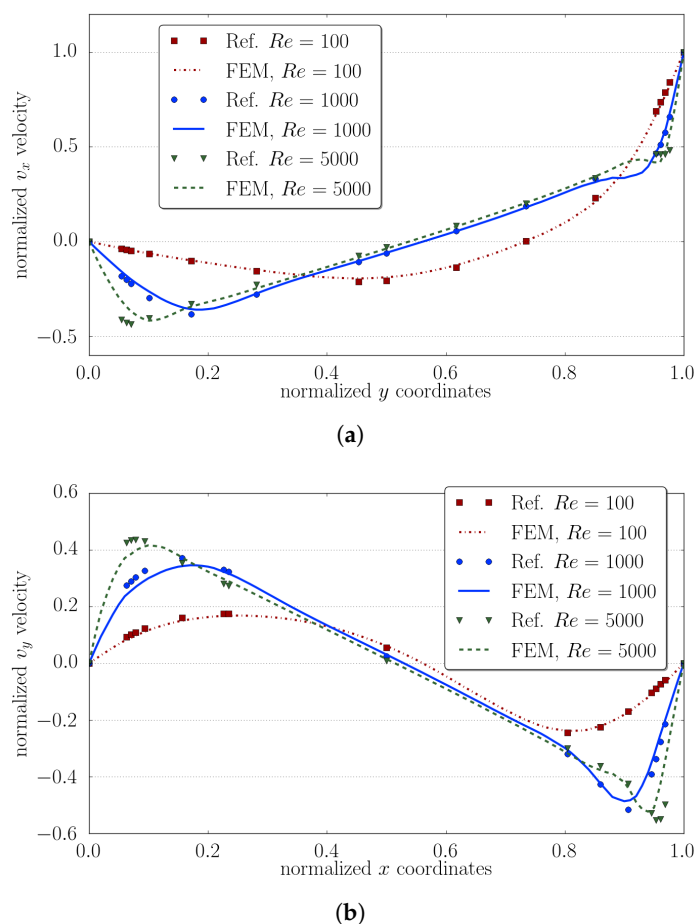 1.0
0.5
0.0
−0.5
normalized v_x velocity
Ref. Re = 100
FEM, Re = 100
Ref. Re = 1000
FEM, Re = 1000
Ref. Re = 5000
FEM, Re = 5000
0.0 0.2 0.4 0.6 0.8 1.0
normalized y coordinates
(a)
0.6
0.4
0.2
0.0
−0.2
−0.4
−0.6
normalized v_y velocity
Ref. Re = 100
FEM, Re = 100
Ref. Re = 1000
FEM, Re = 1000
Ref. Re = 5000
FEM, Re = 5000
0.0 0.2 0.4 0.6 0.8 1.0
normalized x coordinates
(b)